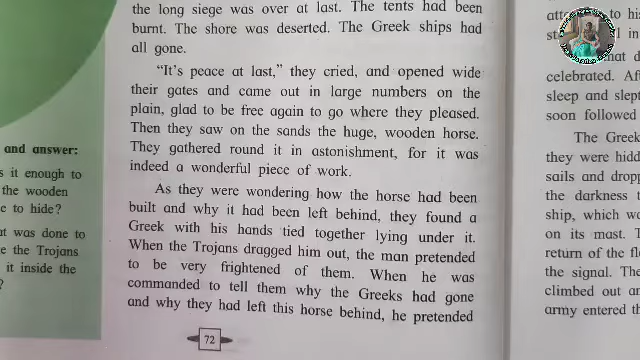 the long siege was over at last. The tents had been
burnt. The shore was deserted. The Greek ships had
all gone.
"It's peace at last," they cried, and opened wide
their gates and came out in large numbers on the
plain, glad to be free again to go where they pleased.
Then they saw on the sands the huge, wooden horse.
They gathered round it in astonishment, for it was
indeed a wonderful piece of work.
As they were wondering how the horse had been
built and why it had been left behind, they found a
Greek with his hands tied together lying under it.
When the Trojans dragged him out, the man pretended
to be very frightened of them. When he was
commanded to tell them why the Greeks had gone
and why they had left this horse behind, he pretended
72
and answer:
it enough to
the wooden
to hide?
was done to
the Trojans
it inside the
to his
in
celebrated.
sleep and slept
soon followed
The Greek
they were hidd
sails and dropp
the darkness
ship, which
on its mast.
return of the
the signal. The
climbed out
army entered